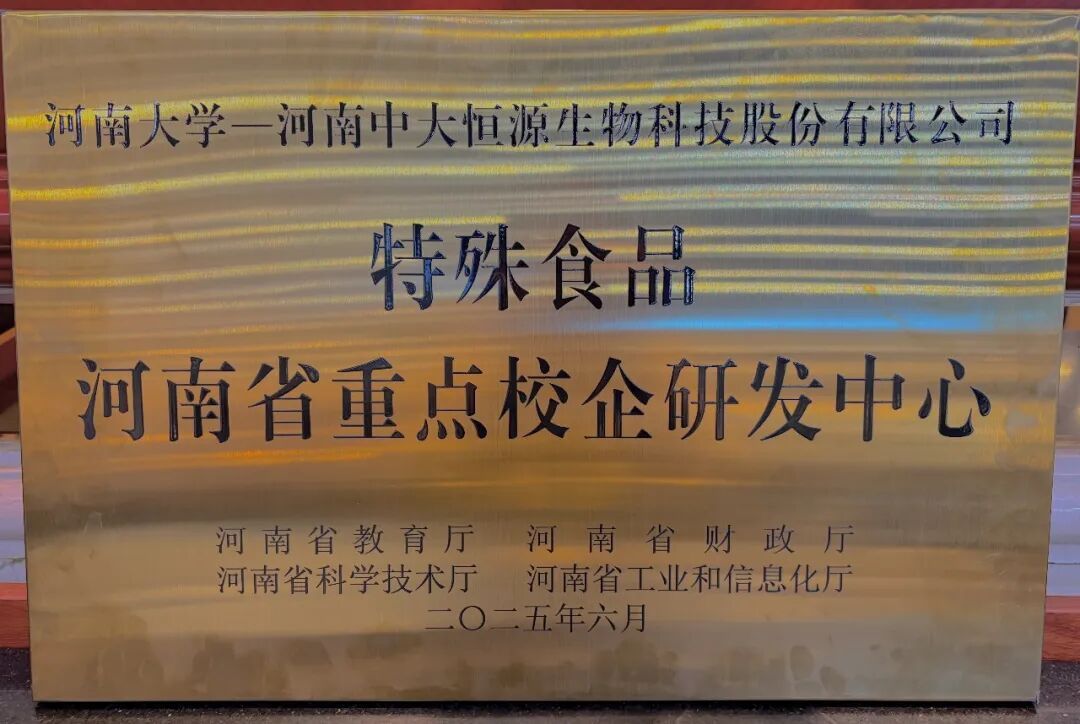 河南大学—河南中大恒源生物科技股份有限公司
特殊食品
河南省重点校企研发中心
河南省教育厅 河南省财政厅
河南省科学技术厅 河南省工业和信息化厅
二〇二五年六月